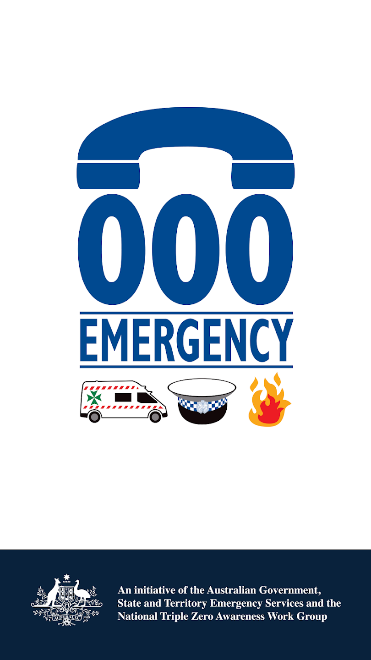 000
EMERGENCY
An initiative of the Australian Government,
State and Territory Emergency Services and the
National Triple Zero Awareness Work Group